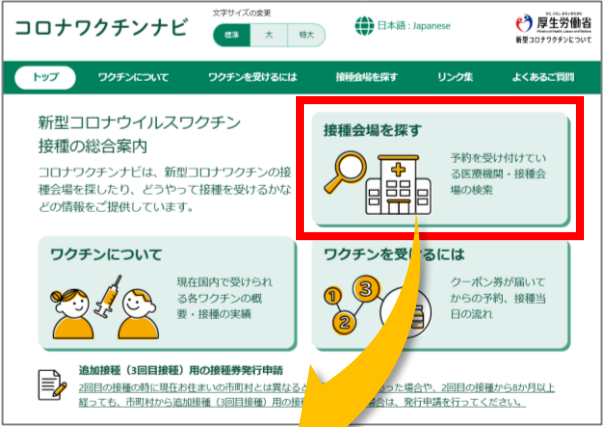 コロナワクチンナビ
文字サイズの変更
標準 大 特大
日本語 : Japanese
厚生労働省
新型コロナワクチンについて
トップ ワクチンについて ワクチンを受けるには 接種会場を探す リンク集 よくあるご質問
新型コロナウイルスワクチン
接種の総合案内
コロナワクチンナビは、新型コロナワクチンの接
種会場を探したり、どうやって接種を受けるかな
どの情報をご提供しています。
接種会場を探す
予約を受け付けてい
る医療機関・接種会
場の検索
ワクチンについて
現在国内で受けられ
る各ワクチンの概
要・接種の実績
ワクチンを受けるには
クーポン券が届いて
からの予約、接種当
日の流れ
1
2
3
追加接種（3回目接種）用の接種券発行申請
2回目の接種の時に現在お住まいの市町村とは異なると
った場合や、2回目の接種から8か月以上
経っても、市町村から追加接種（3回目接種）用の接
場合は、発行申請を行ってください。